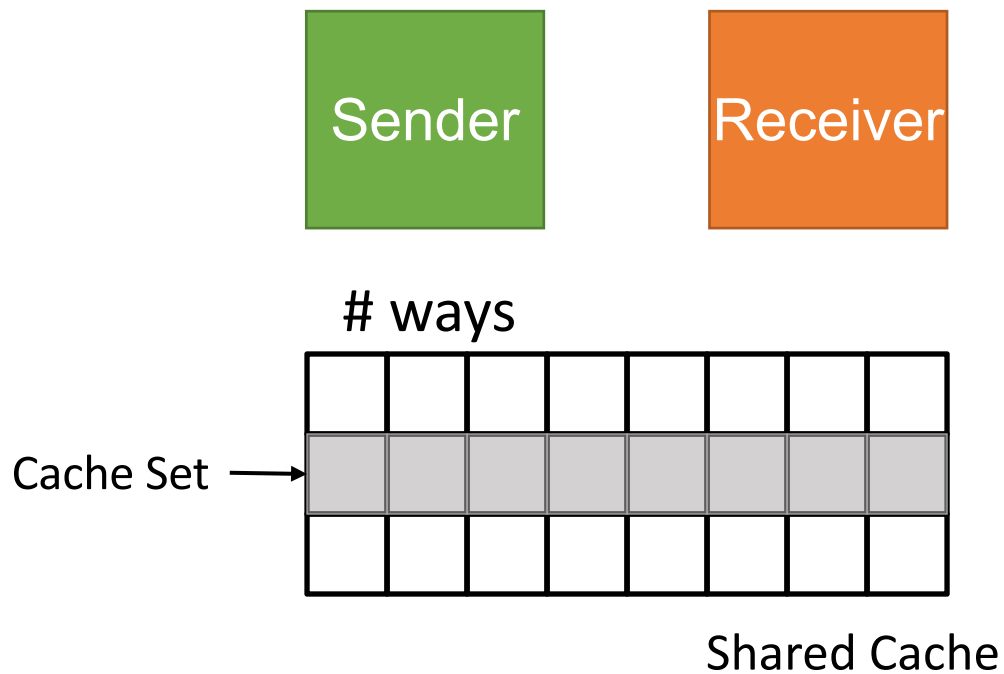 Sender
Receiver
# ways
Cache Set
Shared Cache